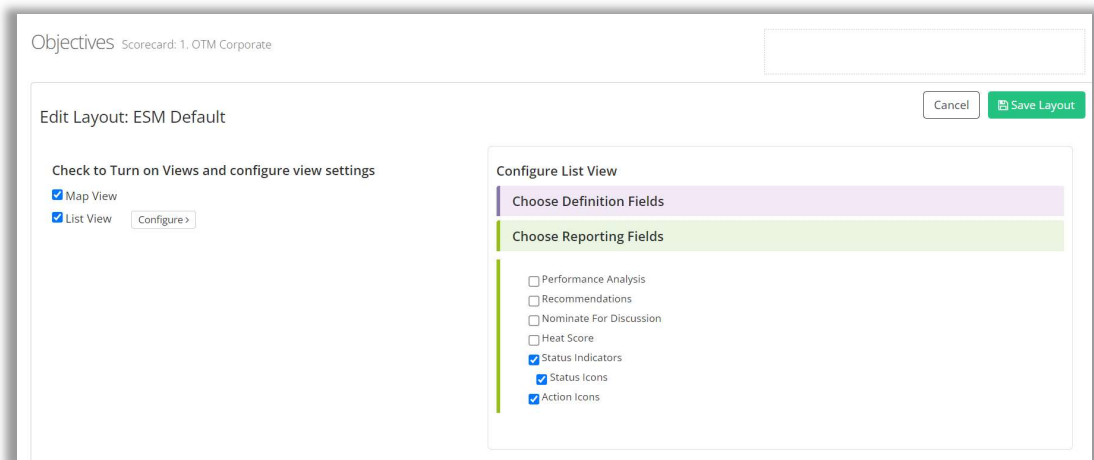 Objectives Scorecard: 1. OTM Corporate
Edit Layout: ESM Default
Cancel
Save Layout
Check to Turn on Views and configure view settings
Map View
List View
Configure ›
Configure List View
Choose Definition Fields
Choose Reporting Fields
Performance Analysis
Recommendations
Nominate For Discussion
Heat Score
Status Indicators
Status Icons
Action Icons